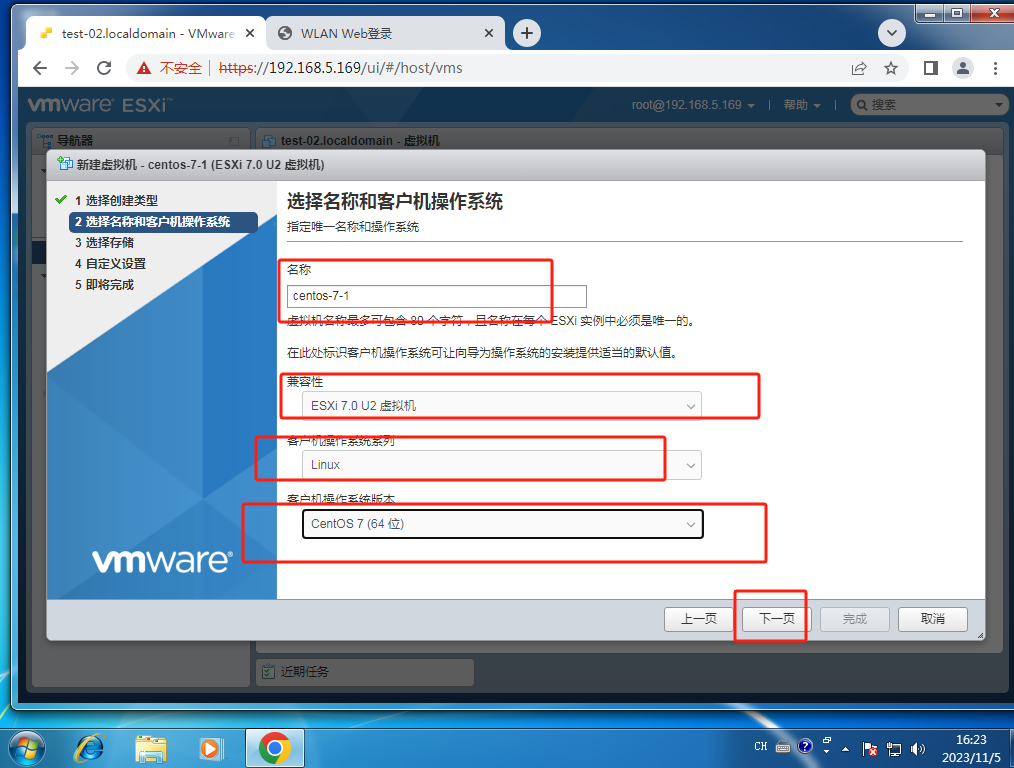 test-02.localdomain - VMware
WLAN Web登录
不安全 | https://192.168.5.169/ui/#/host/vms
vmware ESXi™
root@192.168.5.169
帮助
搜索
导航器
test-02.localdomain - 虚拟机
新建虚拟机 - centos-7-1 (ESXi 7.0 U2 虚拟机)
1 选择创建类型
2 选择名称和客户机操作系统
3 选择存储
4 自定义设置
5 即将完成
选择名称和客户机操作系统
指定唯一名称和操作系统
名称
centos-7-1
虚拟机名称最多可包含 80 个字符，且名称在每个 ESXi 实例中必须是唯一的。
在此处标识客户机操作系统可让向导为操作系统的安装提供适当的默认值。
兼容性
ESXi 7.0 U2 虚拟机
客户机操作系统系列
Linux
客户机操作系统版本
CentOS 7 (64 位)
vmware®
上一页
下一页
完成
取消
近期任务
CH
16:23
2023/11/5